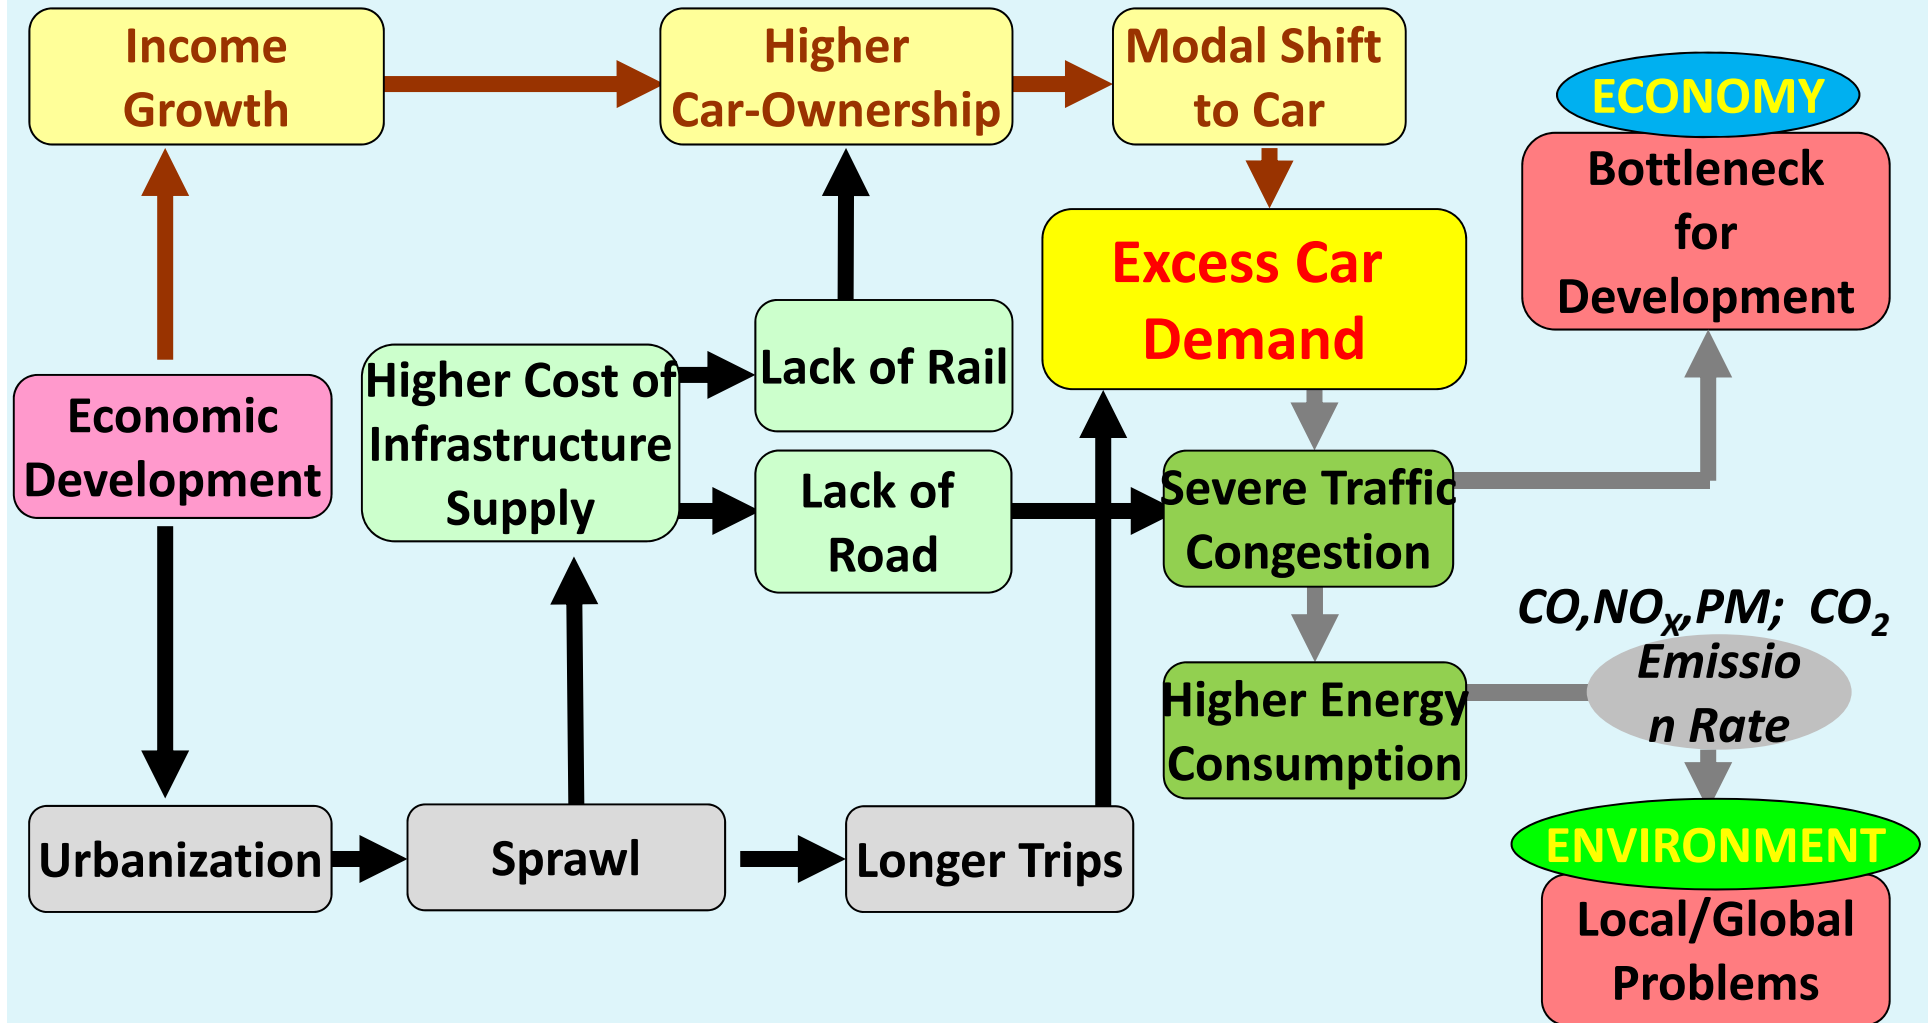 Income
Growth
Higher
Car-Ownership
Modal Shift
to Car
ECONOMY
Bottleneck
for
Development
Excess Car
Demand
Economic
Development
Higher Cost of
Infrastructure
Supply
Lack of Rail
Lack of
Road
Severe Traffic
Congestion
CO,NOX,PM; CO2
Emissio
n Rate
Higher Energy
Consumption
Urbanization
Sprawl
Longer Trips
ENVIRONMENT
Local/Global
Problems